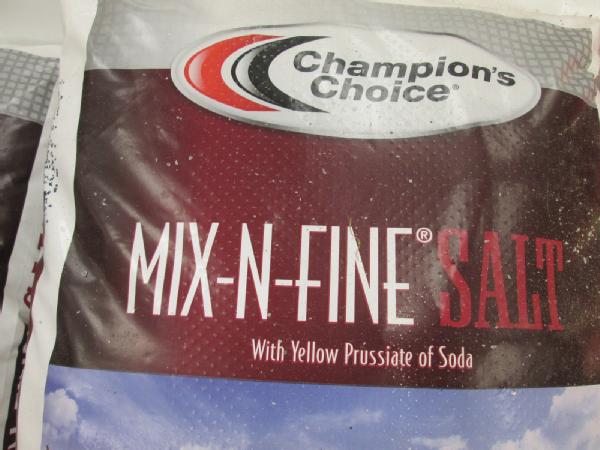 Champion's
Choice®
MIX-N-FINE® SALT
With Yellow Prussiate of Soda